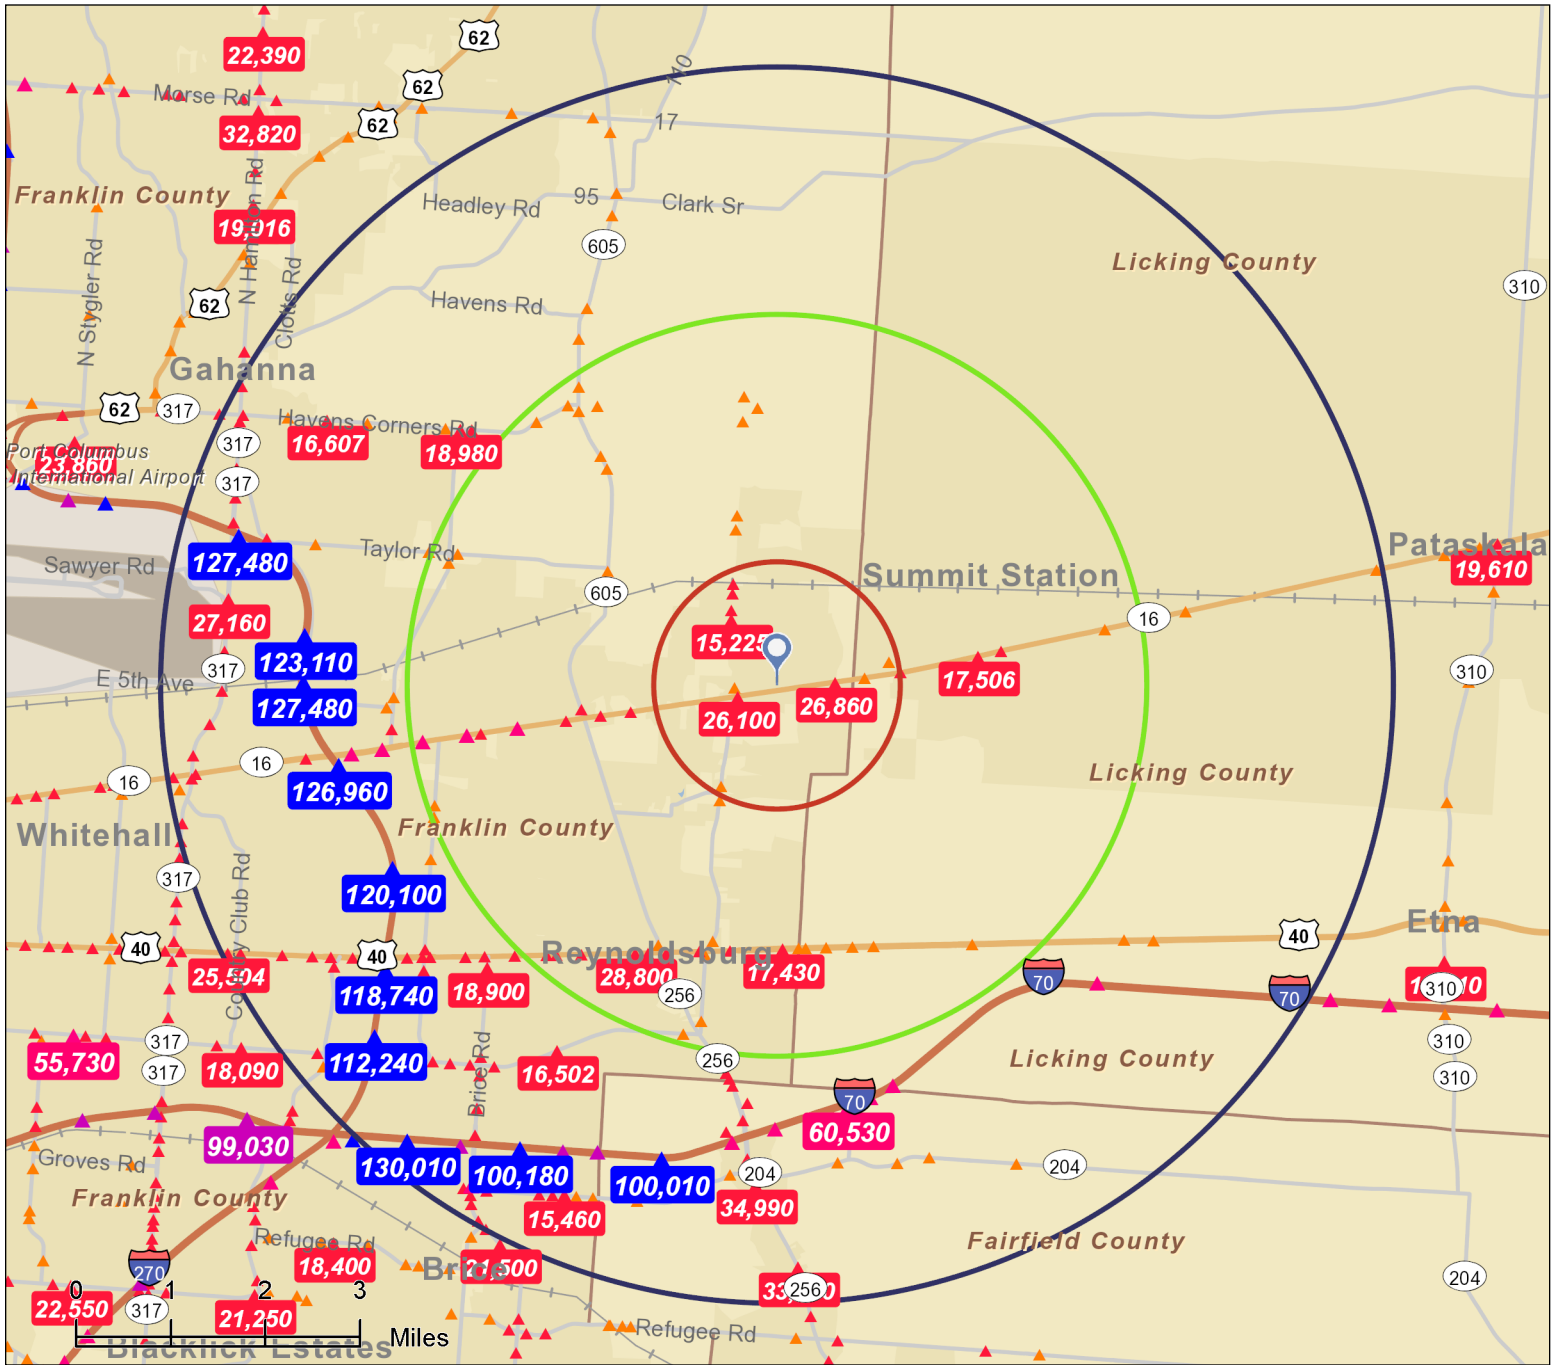 62
22,390
62
110
Morse Rd
62
17
32,820
Franklin County
N Hamilton Rd
Headley Rd
95
Clark Sr
19,016
605
Licking County
N Stygler Rd
62
Clotts Rd
Havens Rd
310
Gahanna
62
317
Havens Corners Rd
317
16,607
18,980
Port Columbus
International Airport
23,860
317
Sawyer Rd
127,480
Taylor Rd
Pataskala
19,610
Summit Station
605
16
27,160
15,225
123,110
317
E 5th Ave
17,506
310
127,480
26,100
26,860
16
16
126,960
Licking County
Whitehall
Franklin County
317
Country Club Rd
120,100
Etna
40
40
40
Reynoldsburg
25,504
118,740
18,900
28,800
17,430
256
70
70
310
317
55,730
317
18,090
112,240
Brice Rd
16,502
256
Licking County
310
310
70
99,030
60,530
Groves Rd
130,010
100,180
100,010
204
204
Franklin County
34,990
15,460
Refugee Rd
Fairfield County
270
18,400
Brice
21,500
256
204
0 1 2 3
Miles
22,550
317
21,250
Refugee Rd
Blacklick Estates